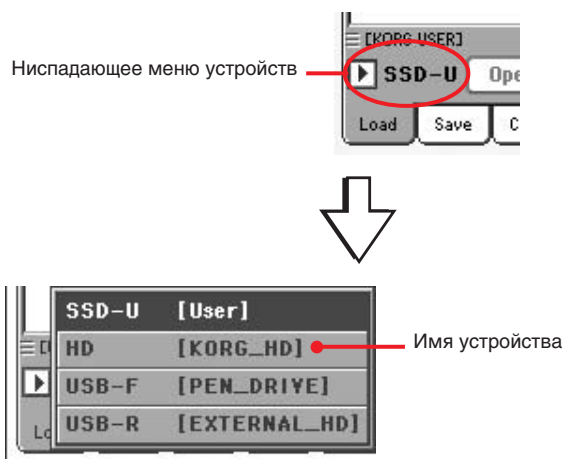 [KORG USER]
Ниспадающее меню устройств
SSD-U
Ope
Load
Save
C
SSD-U [User]
HD [KORG_HD]
Имя устройства
USB-F [PEN_DRIVE]
USB-R [EXTERNAL_HD]
Lo